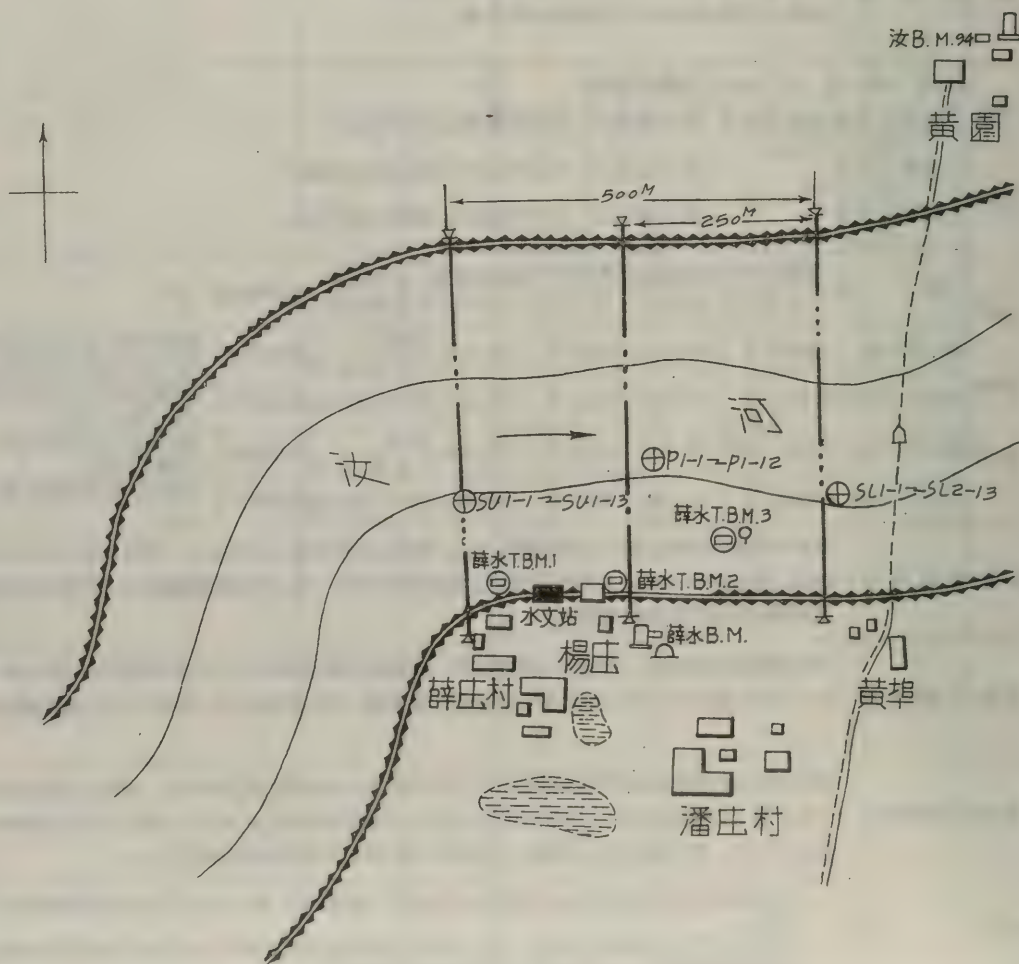 汝B.M.94
黃園
500M
250M
河
汝
P1-1~P1-12
SU1-1~SU1-13
SL1-1~SL2-13
薛水T.B.M.3
薛水T.B.M.1
薛水T.B.M.2
水文站
薛水B.M.
楊庄
薛庄村
黃埠
潘庄村